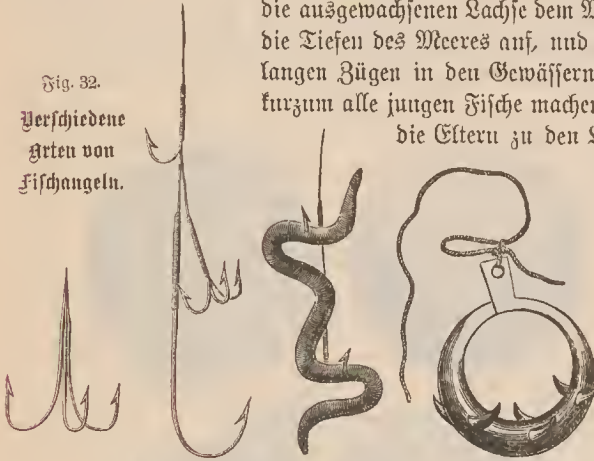 die ausgewachsenen Lachse dem
die Tiefen des Meeres auf, und
langen Zügen in den Gewässern
kurzum alle jungen Fische machen
die Eltern zu den
Fig. 32.
Verschiedene
Arten von
Fischangeln.